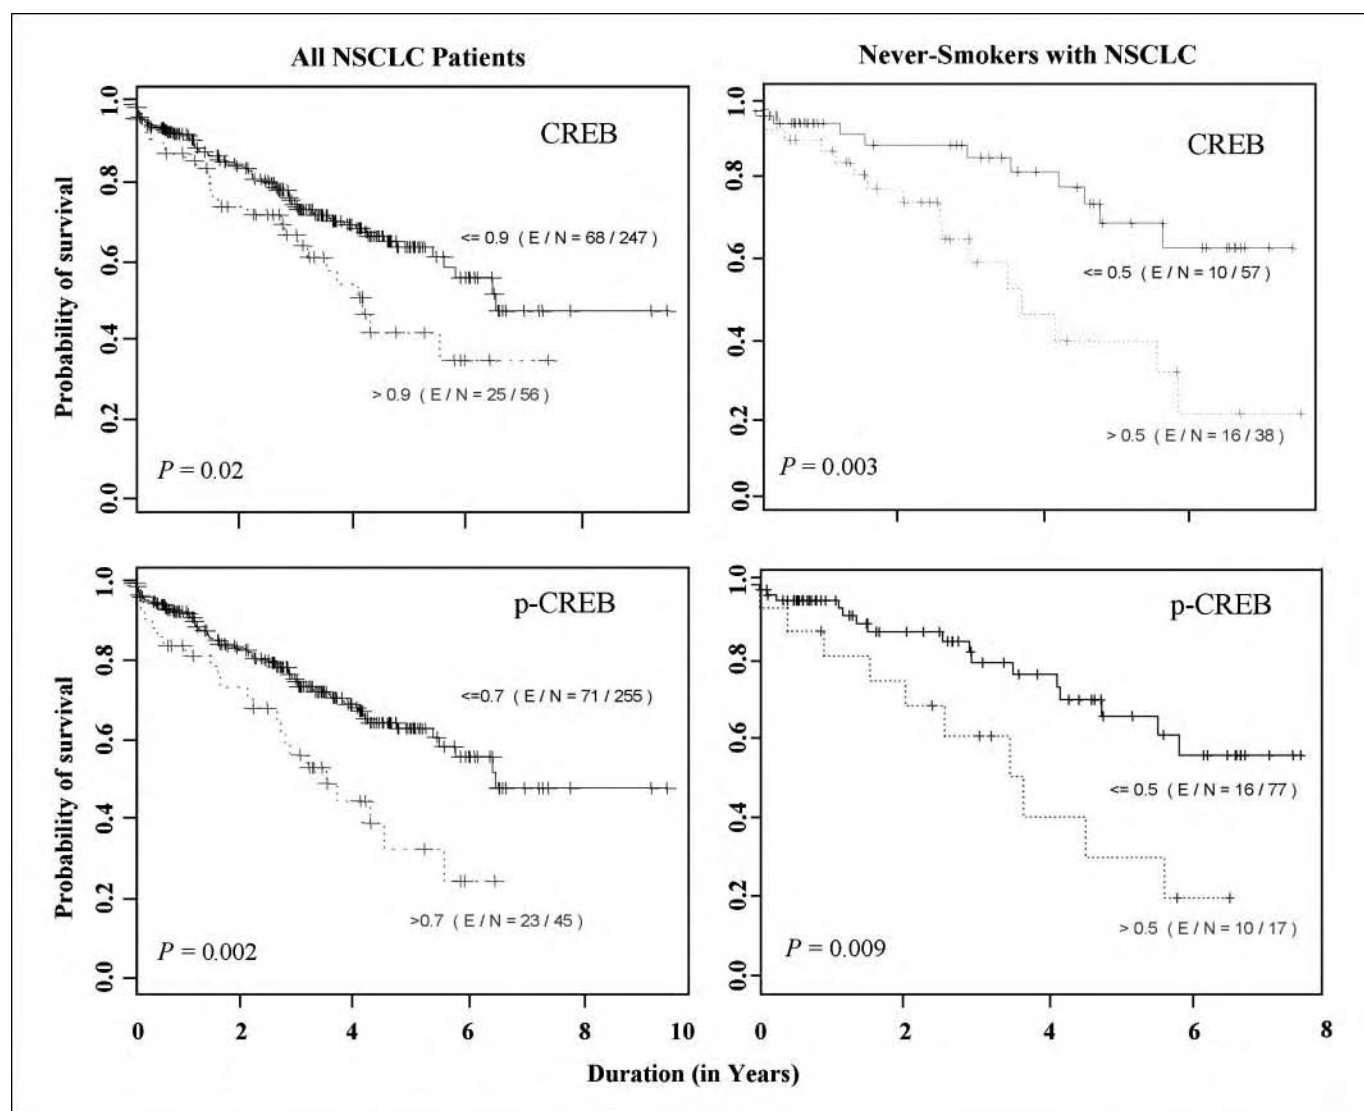 All NSCLC Patients
Never-Smokers with NSCLC
Probability of survival
1.0
0.8
0.6
0.4
0.2
0.0
CREB
<= 0.9 ( E / N = 68 / 247)
> 0.9 ( E / N = 25 / 56)
P = 0.02
1.0
0.8
0.6
0.4
0.2
0.0
CREB
<= 0.5 ( E / N = 10 / 57)
> 0.5 ( E / N = 16 / 38)
P = 0.003
Probability of survival
1.0
0.8
0.6
0.4
0.2
0.0
p-CREB
<=0.7 ( E / N = 71 / 255)
>0.7 ( E / N = 23 / 45 )
P = 0.002
0 2 4 6 8 10
1.0
0.8
0.6
0.4
0.2
0.0
p-CREB
<= 0.5 ( E / N = 16 / 77)
> 0.5 ( E / N = 10 / 17 )
P = 0.009
0 2 4 6 8
Duration (in Years)